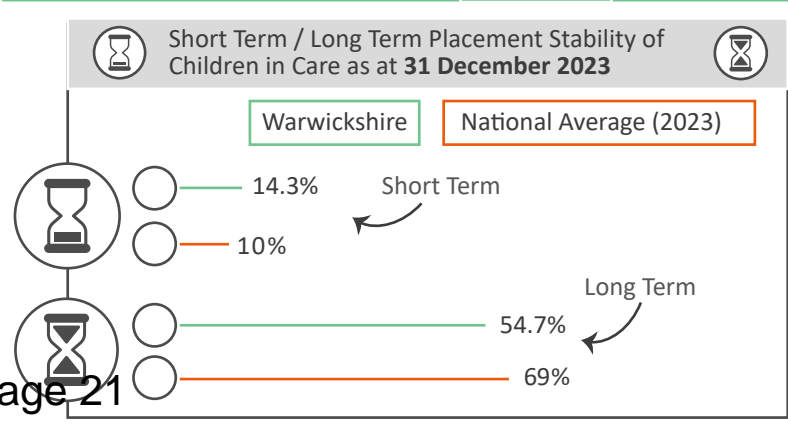 Short Term / Long Term Placement Stability of
Children in Care as at 31 December 2023
Warwickshire
National Average (2023)
14.3%
Short Term
10%
Long Term
54.7%
69%
age 21